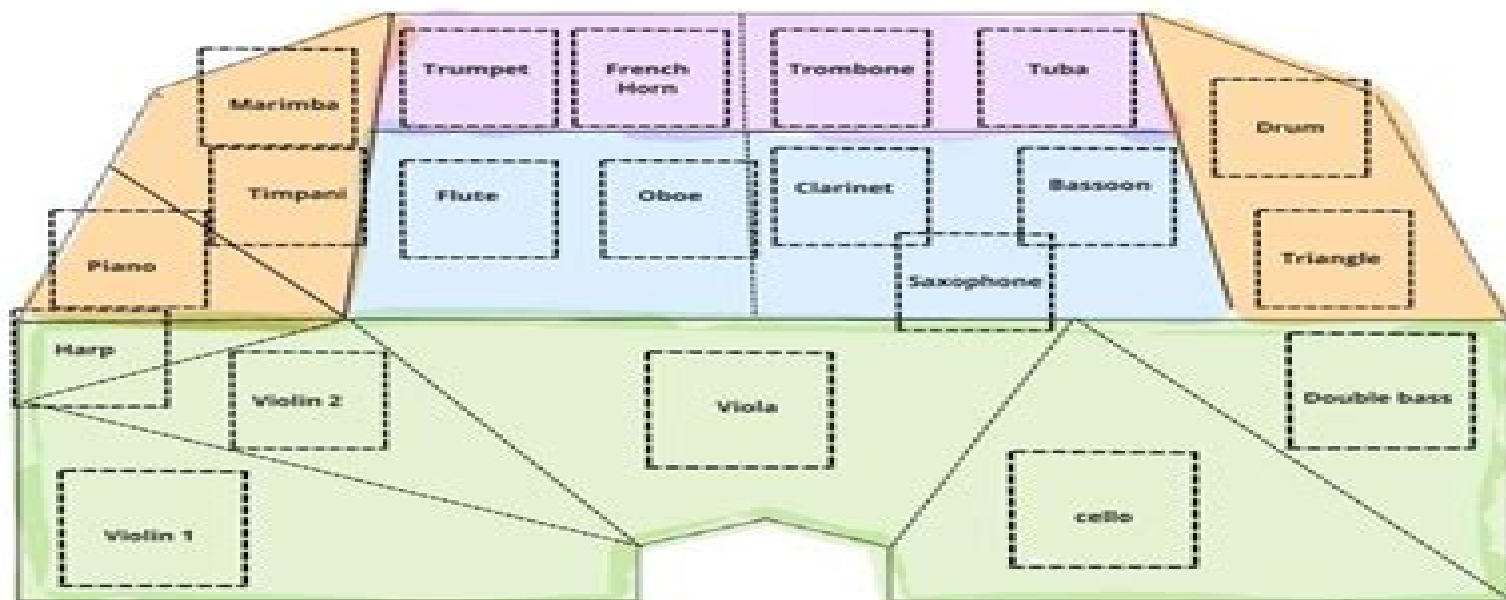 Trumpet
French
Horn
Trombone
Tuba
Marimba
Drum
Timpani
Flute
Oboe
Clarinet
Bassoon
Piano
Saxophone
Triangle
Harp
Violin 2
Viola
Double bass
Violin 1
cello